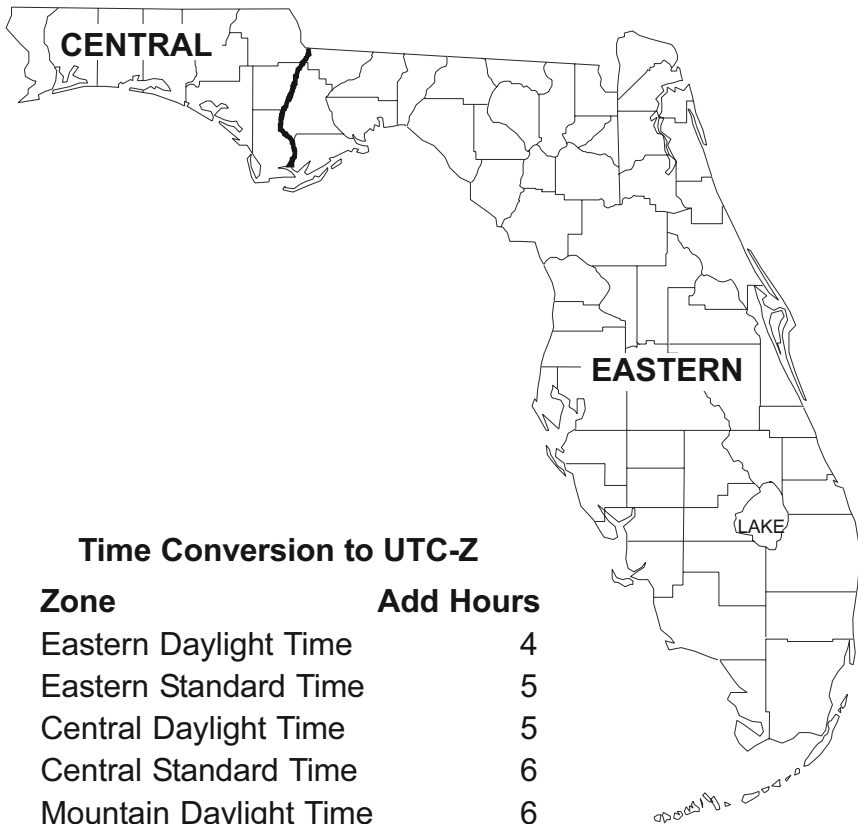 CENTRAL
EASTERN
LAKE
Time Conversion to UTC-Z
Zone Add Hours
Eastern Daylight Time 4
Eastern Standard Time 5
Central Daylight Time 5
Central Standard Time 6
Mountain Daylight Time 6